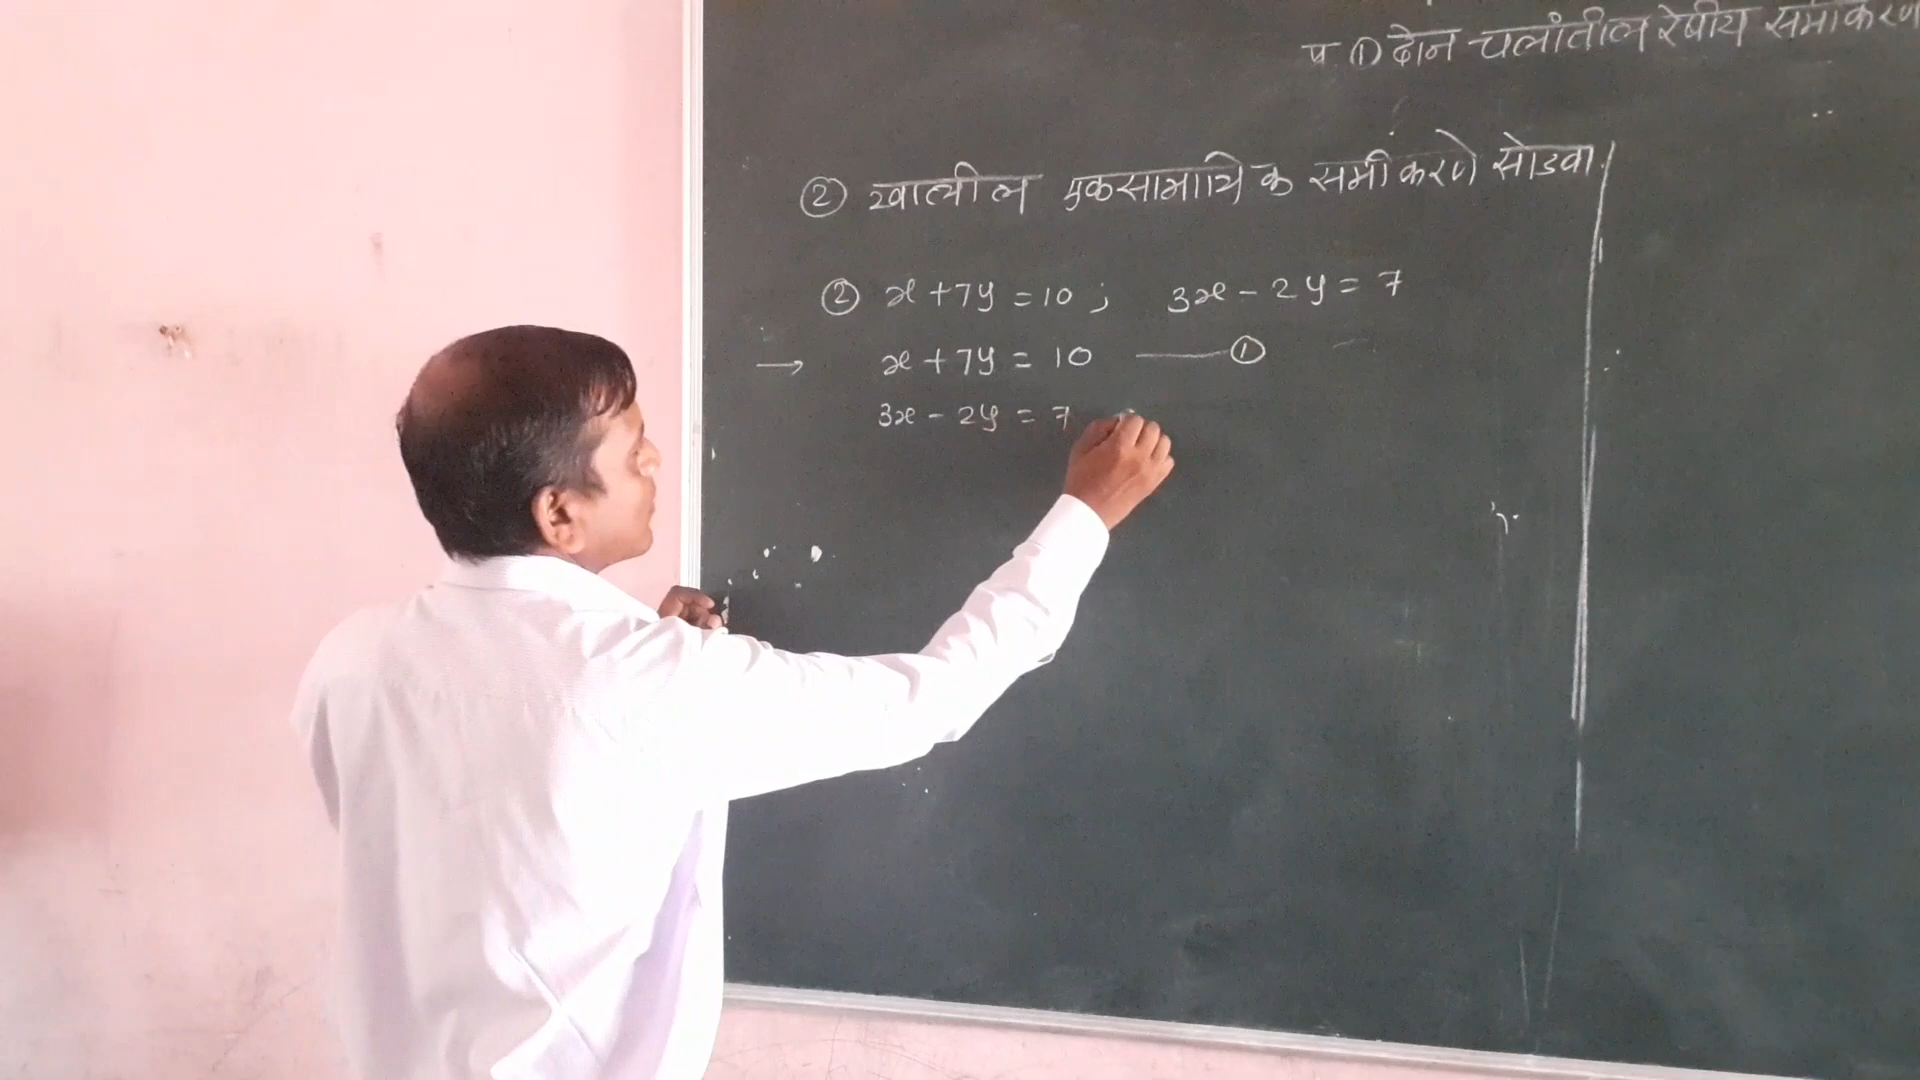 प्र. ① दोन चलांतील रेषीय समीकरण
② खालील एकसामायिक समीकरणे सोडवा.
② x + 7y = 10 ; 3x - 2y = 7
→ x + 7y = 10 —— ①
3x - 2y = 7